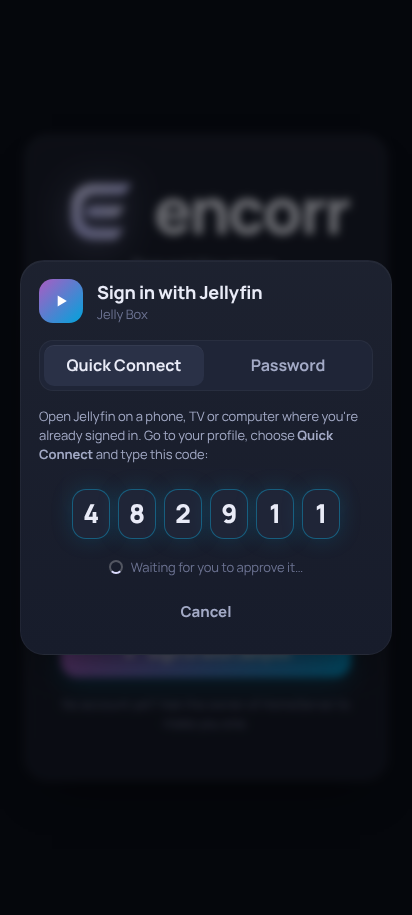 encorr
Sign in with Jellyfin
Jelly Box
Quick Connect
Password
Open Jellyfin on a phone, TV or computer where you're
already signed in. Go to your profile, choose Quick
Connect and type this code:
4 8 2 9 1 1
Waiting for you to approve it...
Cancel